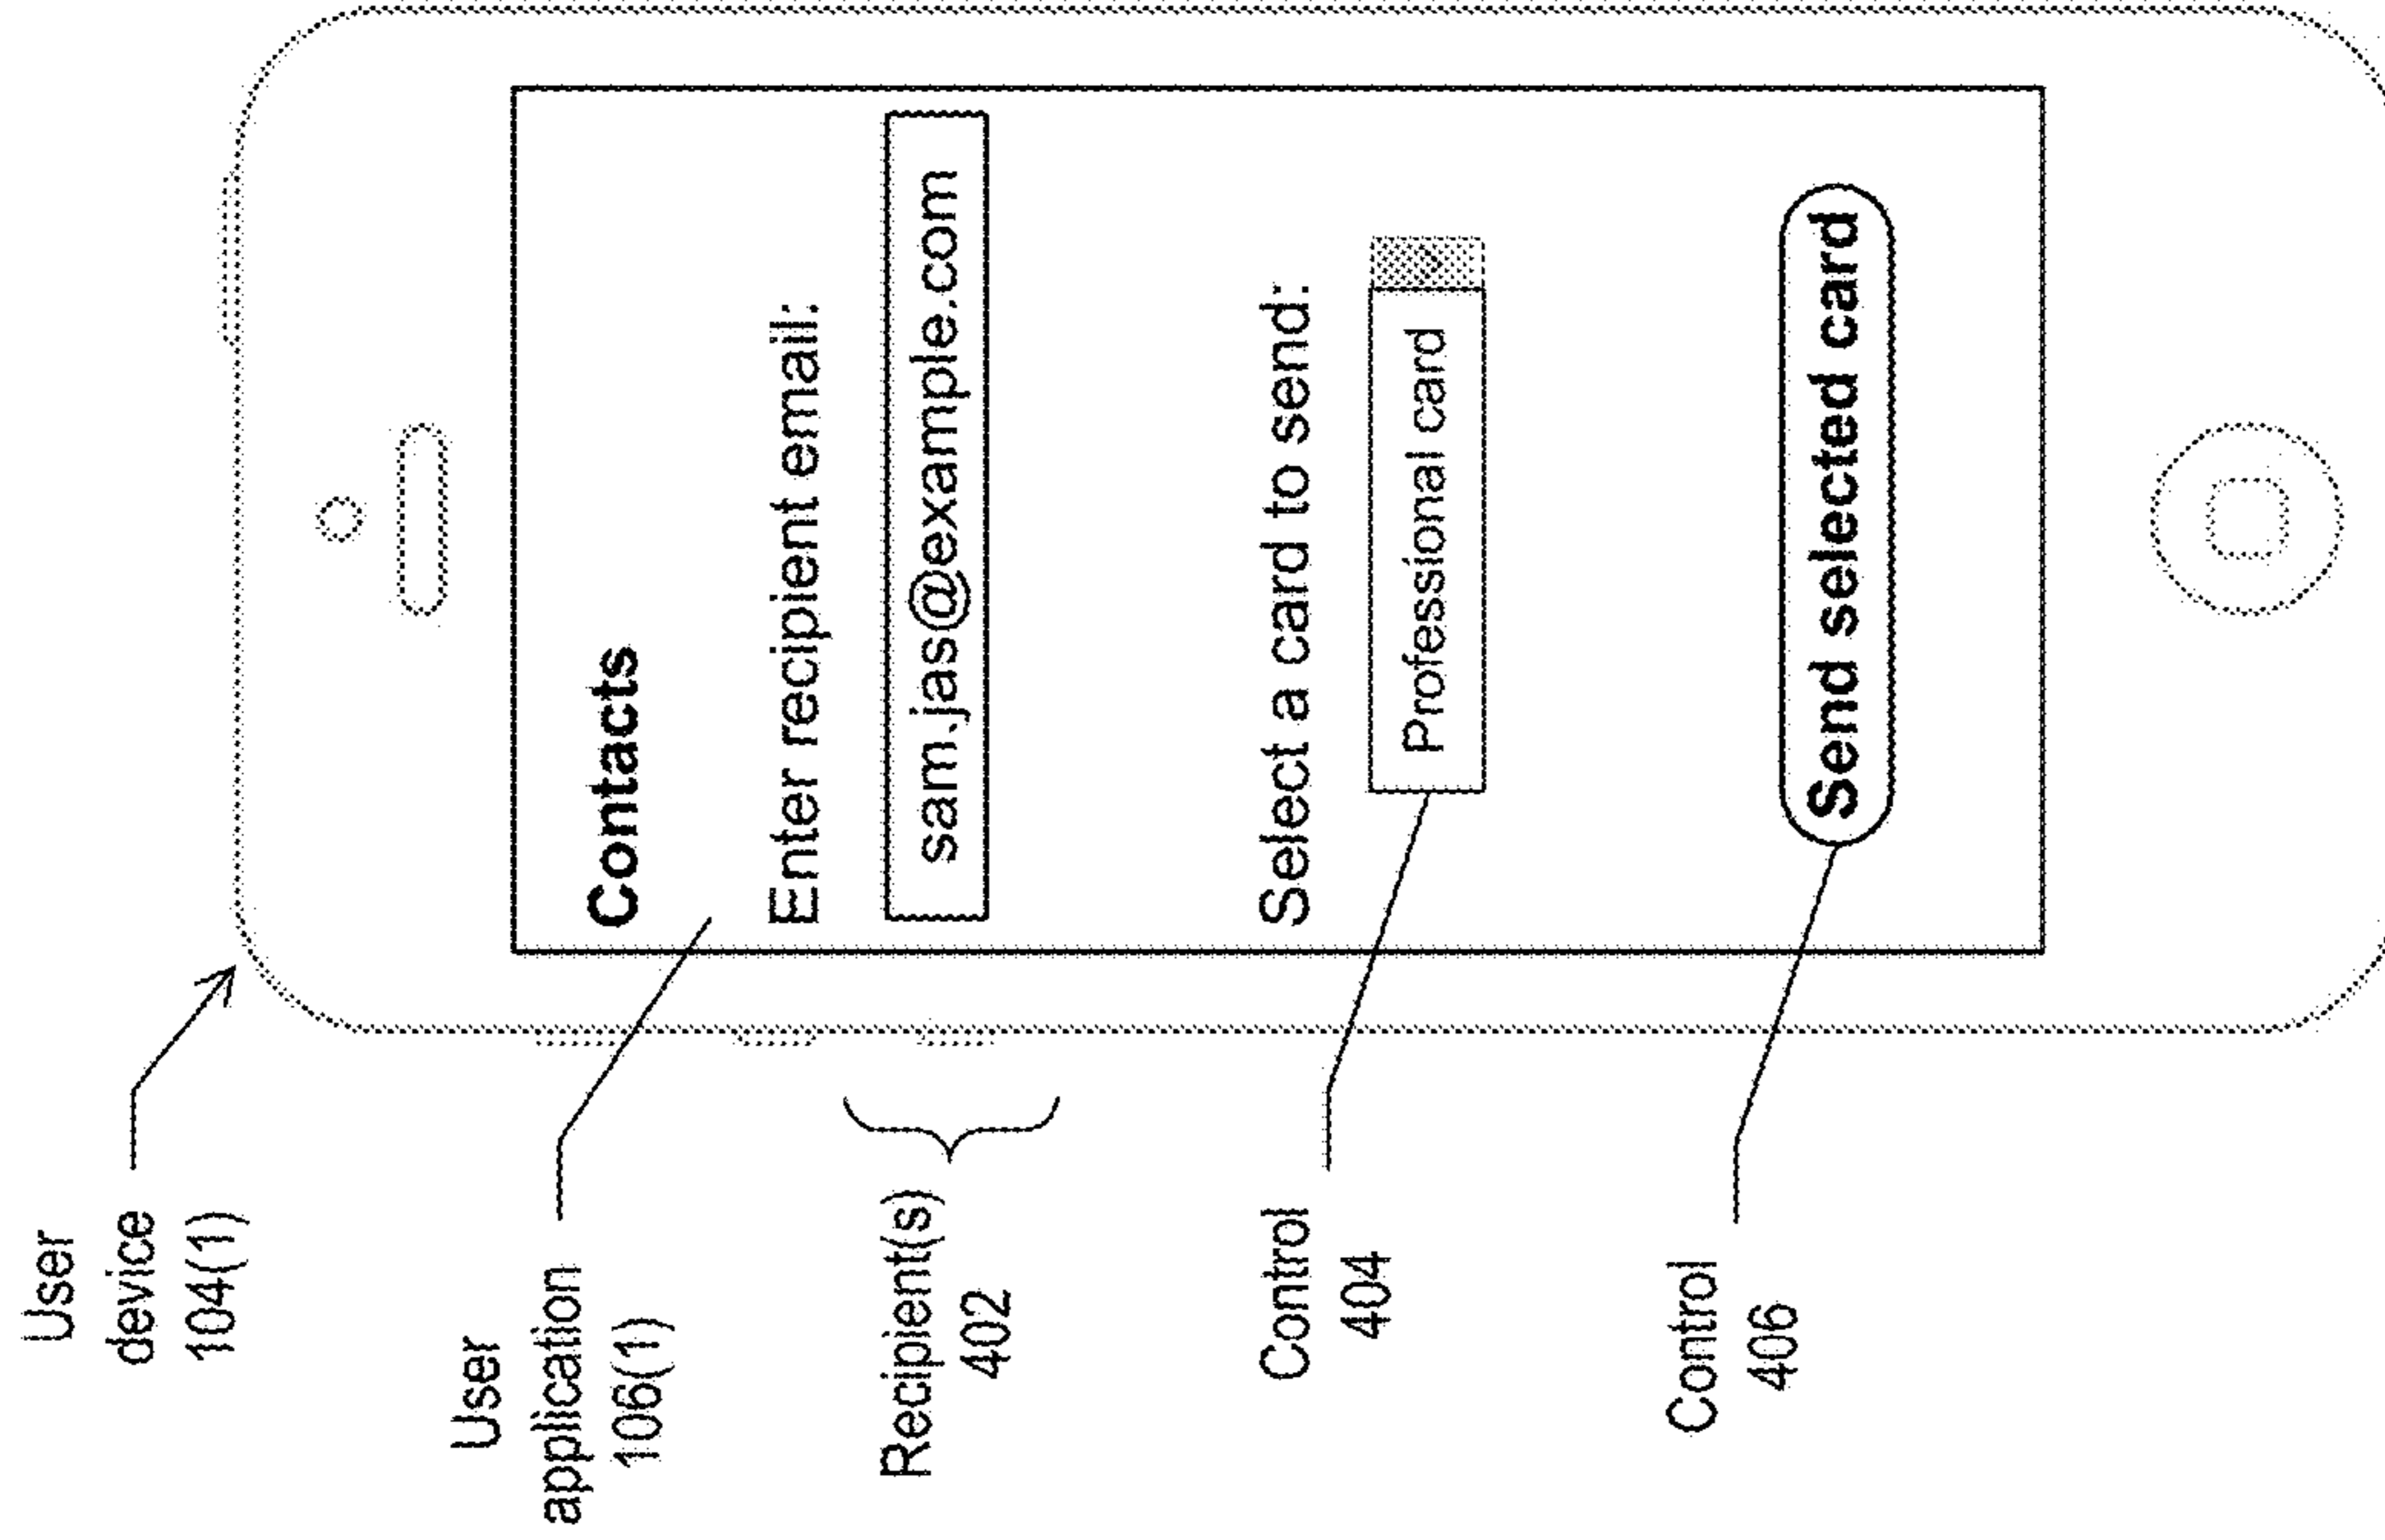 User
device
104(1)
User
application
106(1)
Recipient(s)
402
Control
404
Control
406
Contacts
Enter recipient email:
sam.jas@example.com
Select a card to send:
Professional card
Send selected card